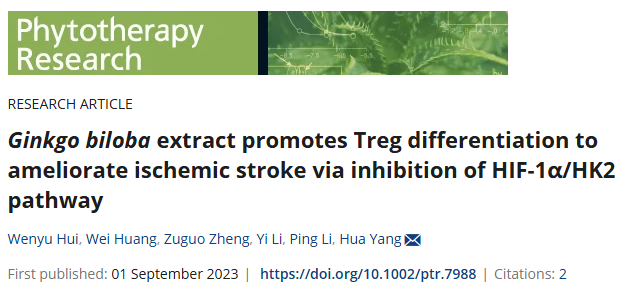 Phytotherapy
Research
RESEARCH ARTICLE
Ginkgo biloba extract promotes Treg differentiation to
ameliorate ischemic stroke via inhibition of HIF-1α/HK2
pathway
Wenyu Hui, Wei Huang, Zuguo Zheng, Yi Li, Ping Li, Hua Yang
First published: 01 September 2023 | https://doi.org/10.1002/ptr.7988 | Citations: 2